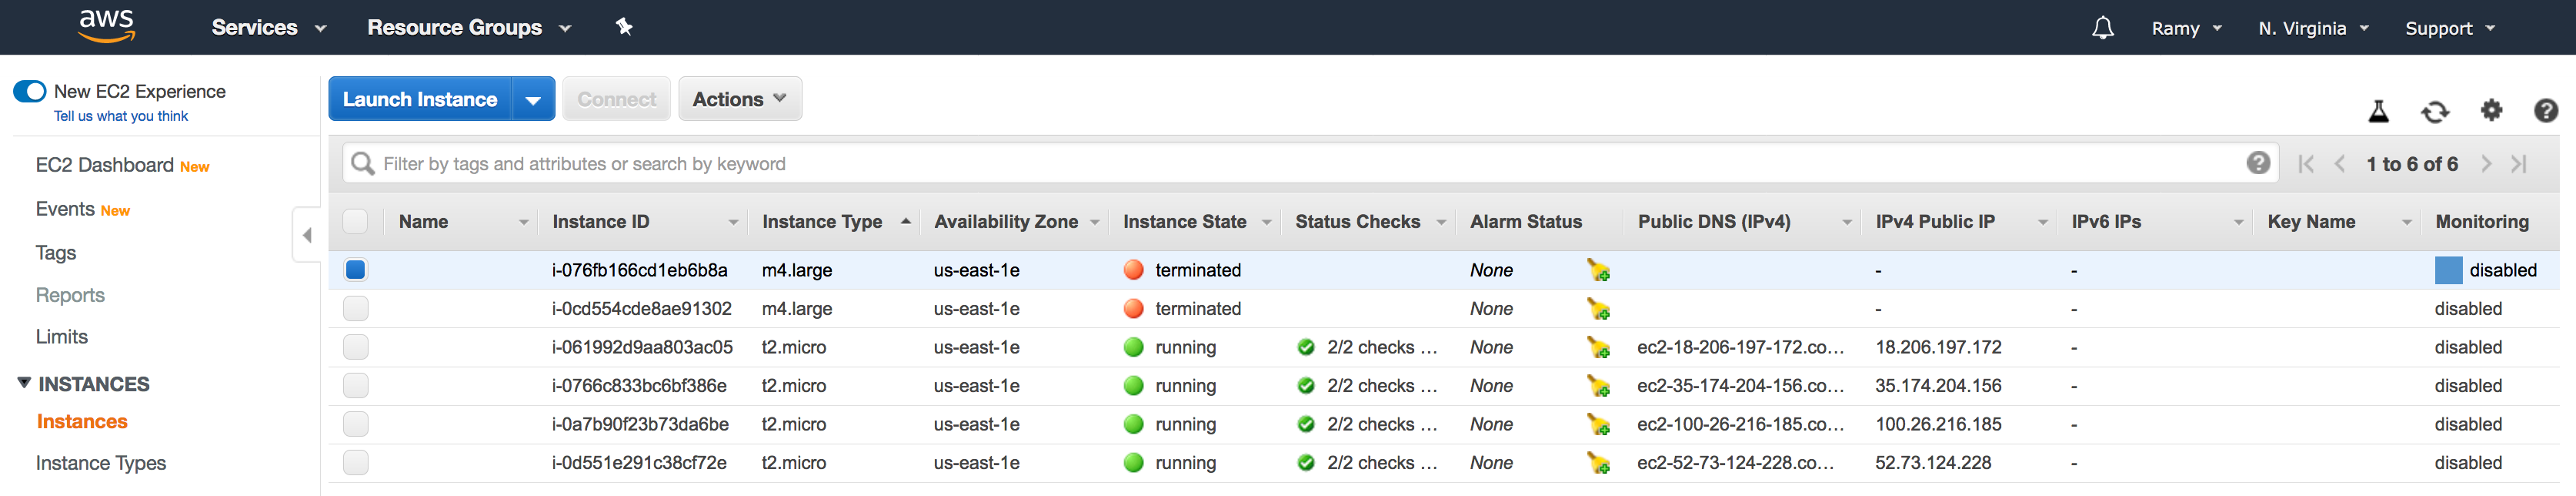 aws Services Resource Groups Ramy N. Virginia Support
New EC2 Experience
Tell us what you think
EC2 Dashboard New
Events New
Tags
Reports
Limits
INSTANCES
Instances
Instance Types
Launch Instance Connect Actions
Filter by tags and attributes or search by keyword 1 to 6 of 6
Name Instance ID Instance Type Availability Zone Instance State Status Checks Alarm Status Public DNS (IPv4) IPv4 Public IP IPv6 IPs Key Name Monitoring
i-076fb166cd1eb6b8a m4.large us-east-1e terminated None - - disabled
i-0cd554cde8ae91302 m4.large us-east-1e terminated None - - disabled
i-061992d9aa803ac05 t2.micro us-east-1e running 2/2 checks ... None ec2-18-206-197-172.co... 18.206.197.172 - disabled
i-0766c833bc6bf386e t2.micro us-east-1e running 2/2 checks ... None ec2-35-174-204-156.co... 35.174.204.156 - disabled
i-0a7b90f23b73da6be t2.micro us-east-1e running 2/2 checks ... None ec2-100-26-216-185.co... 100.26.216.185 - disabled
i-0d551e291c38cf72e t2.micro us-east-1e running 2/2 checks ... None ec2-52-73-124-228.co... 52.73.124.228 - disabled